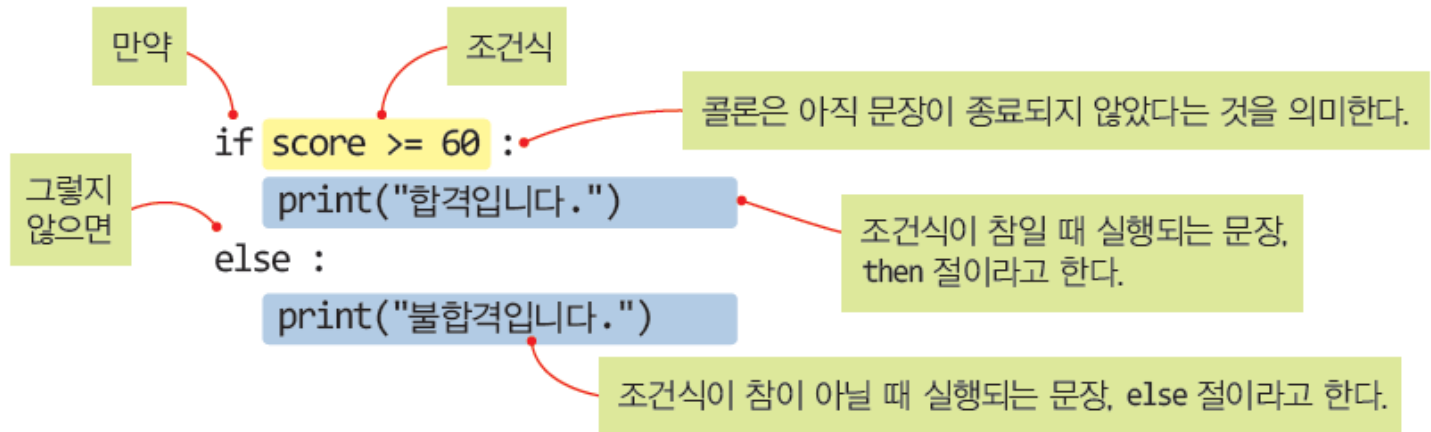 만약
조건식
콜론은 아직 문장이 종료되지 않았다는 것을 의미한다.
if score >= 60 :
그렇지
않으면
print("합격입니다.")
조건식이 참일 때 실행되는 문장,
then 절이라고 한다.
else :
print("불합격입니다.")
조건식이 참이 아닐 때 실행되는 문장, else 절이라고 한다.